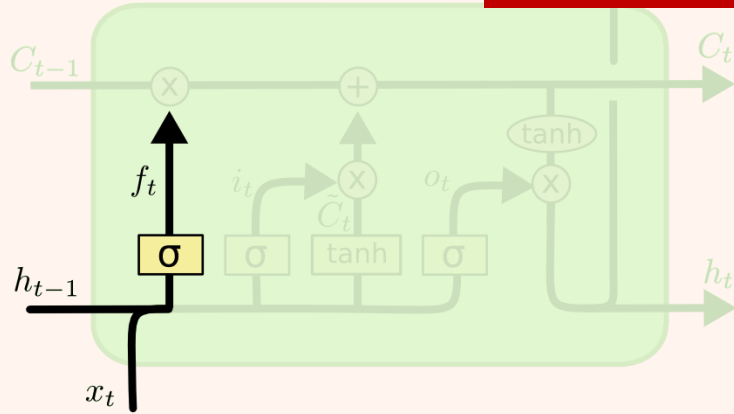 C_{t-1} C_t
x +
tanh
f_t i_t x o_t x
C̃_t
σ σ tanh σ
h_{t-1} h_t
x_t